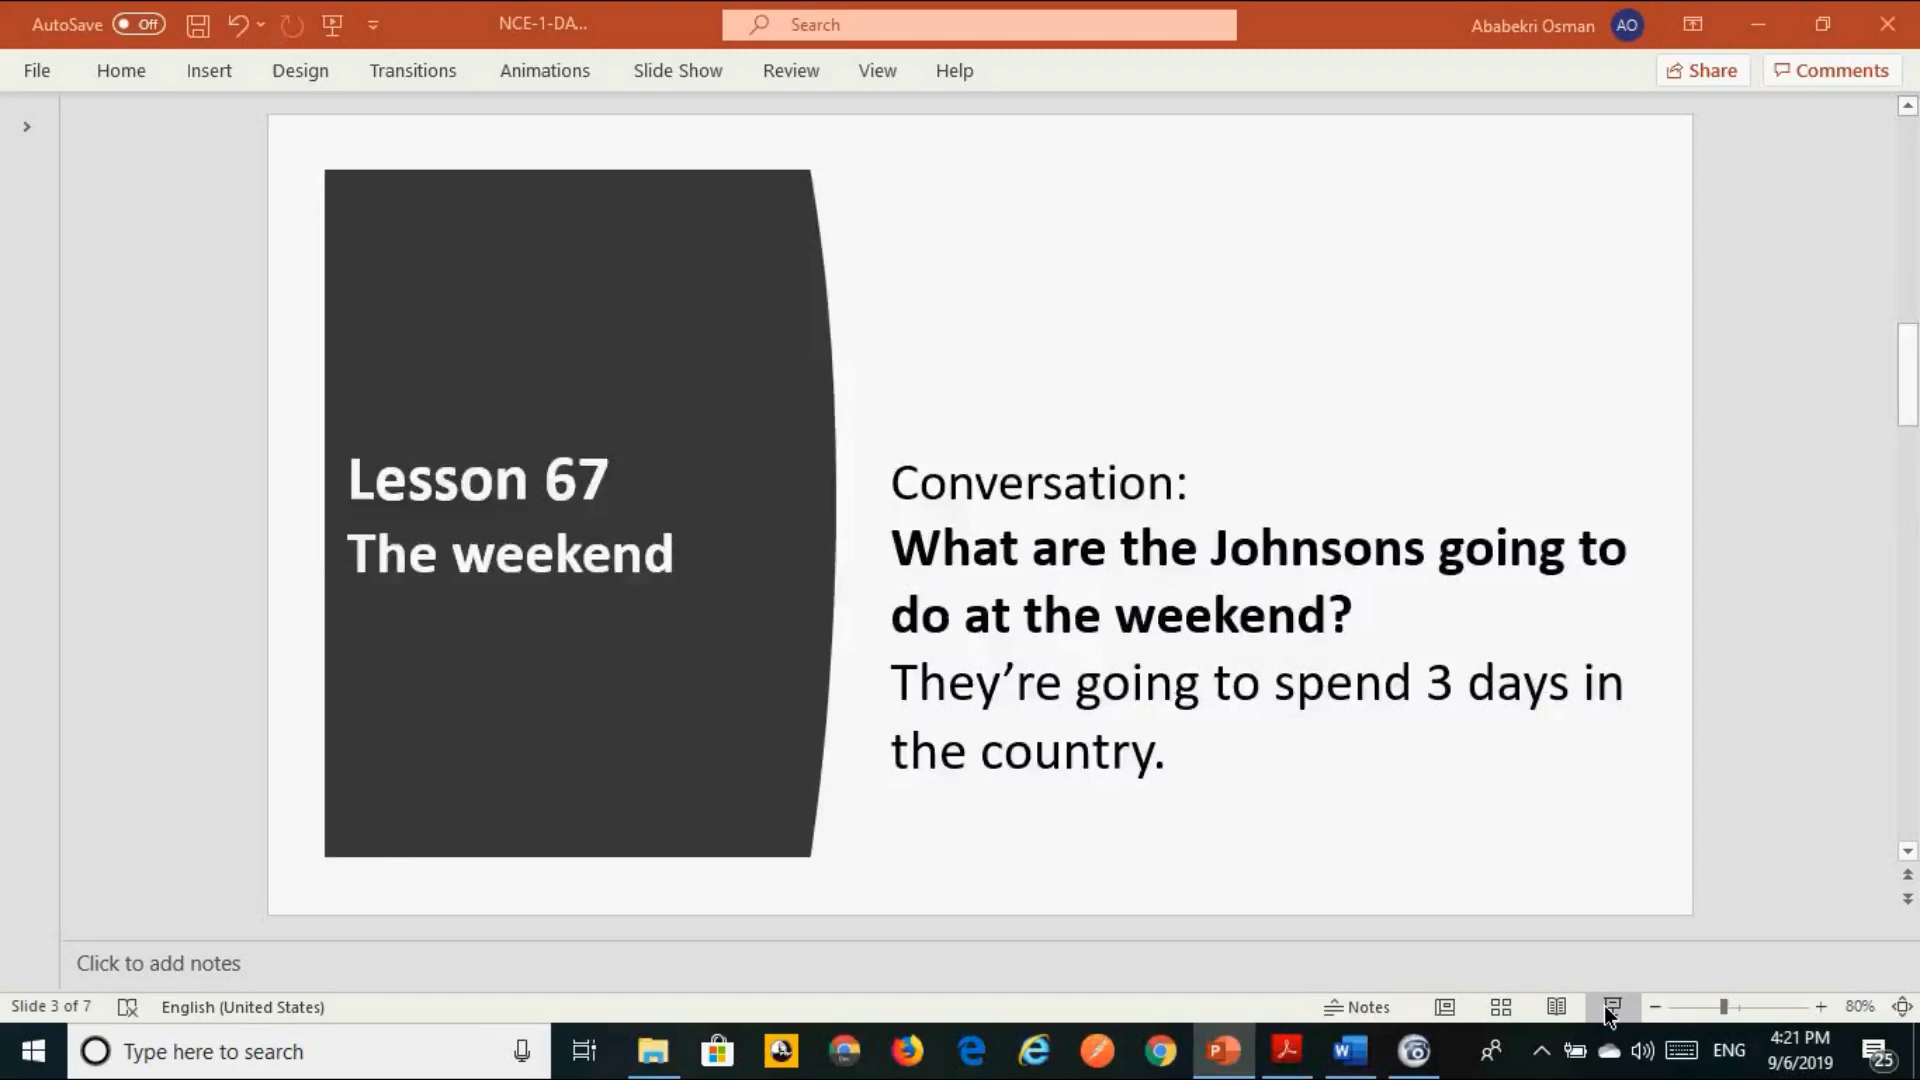 AutoSave Off NCE-1-DA... Search Ababekri Osman AO
File Home Insert Design Transitions Animations Slide Show Review View Help Share Comments
Lesson 67
The weekend
Conversation:
What are the Johnsons going to
do at the weekend?
They’re going to spend 3 days in
the country.
Click to add notes
Slide 3 of 7 English (United States) Notes 80%
Type here to search ENG 4:21 PM
9/6/2019 25